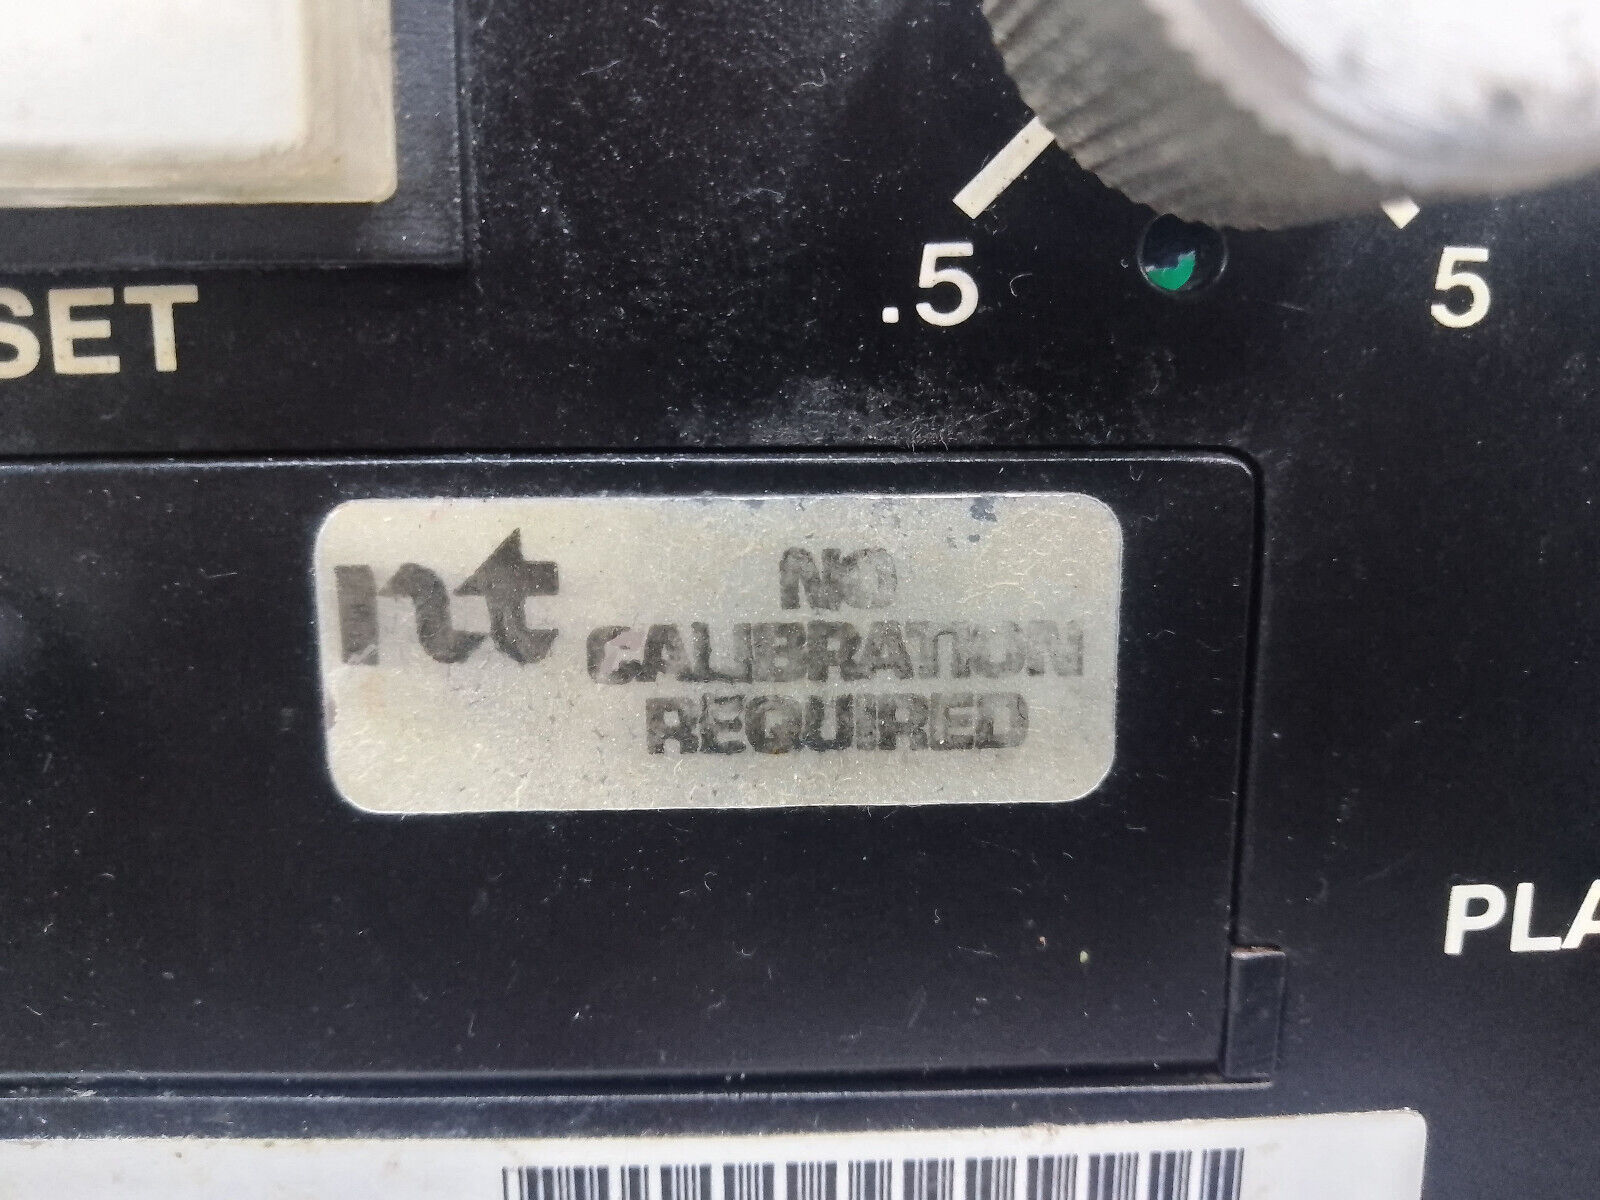 .5
5
SET
nt
NO
CALIBRATION
REQUIRED
PLA